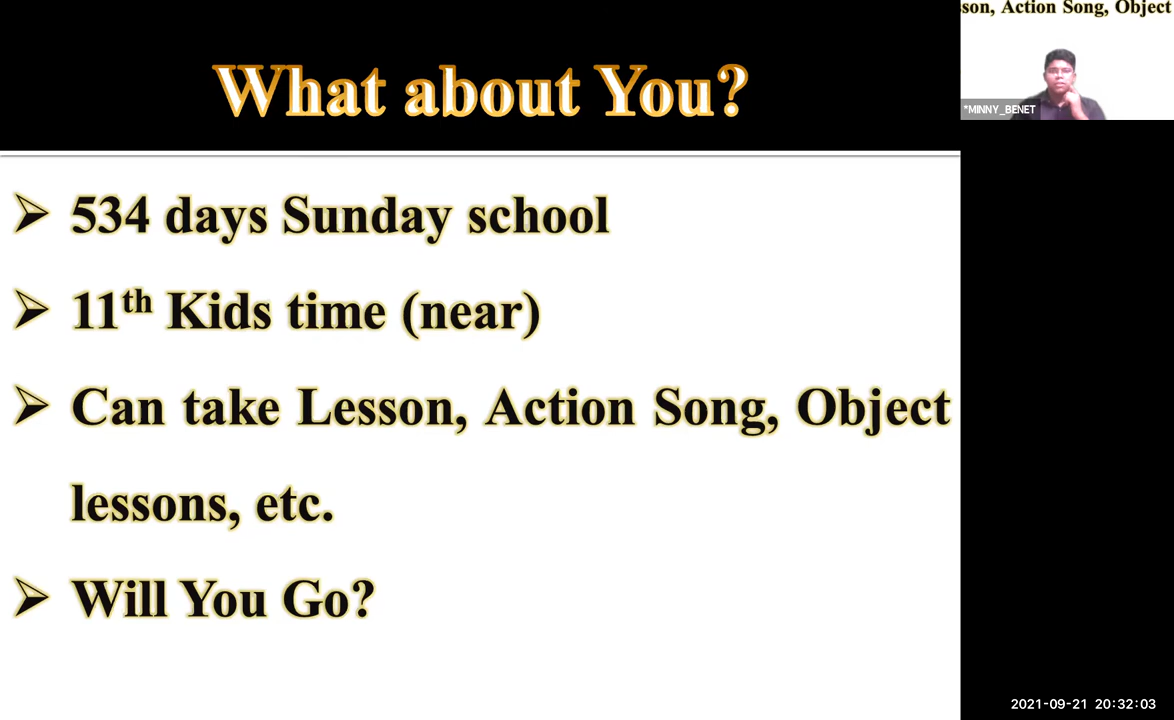 What about You?
534 days Sunday school
11th Kids time (near)
Can take Lesson, Action Song, Object
lessons, etc.
Will You Go?
son, Action Song, Object
*MINNY_BENET
2021-09-21 20:32:03